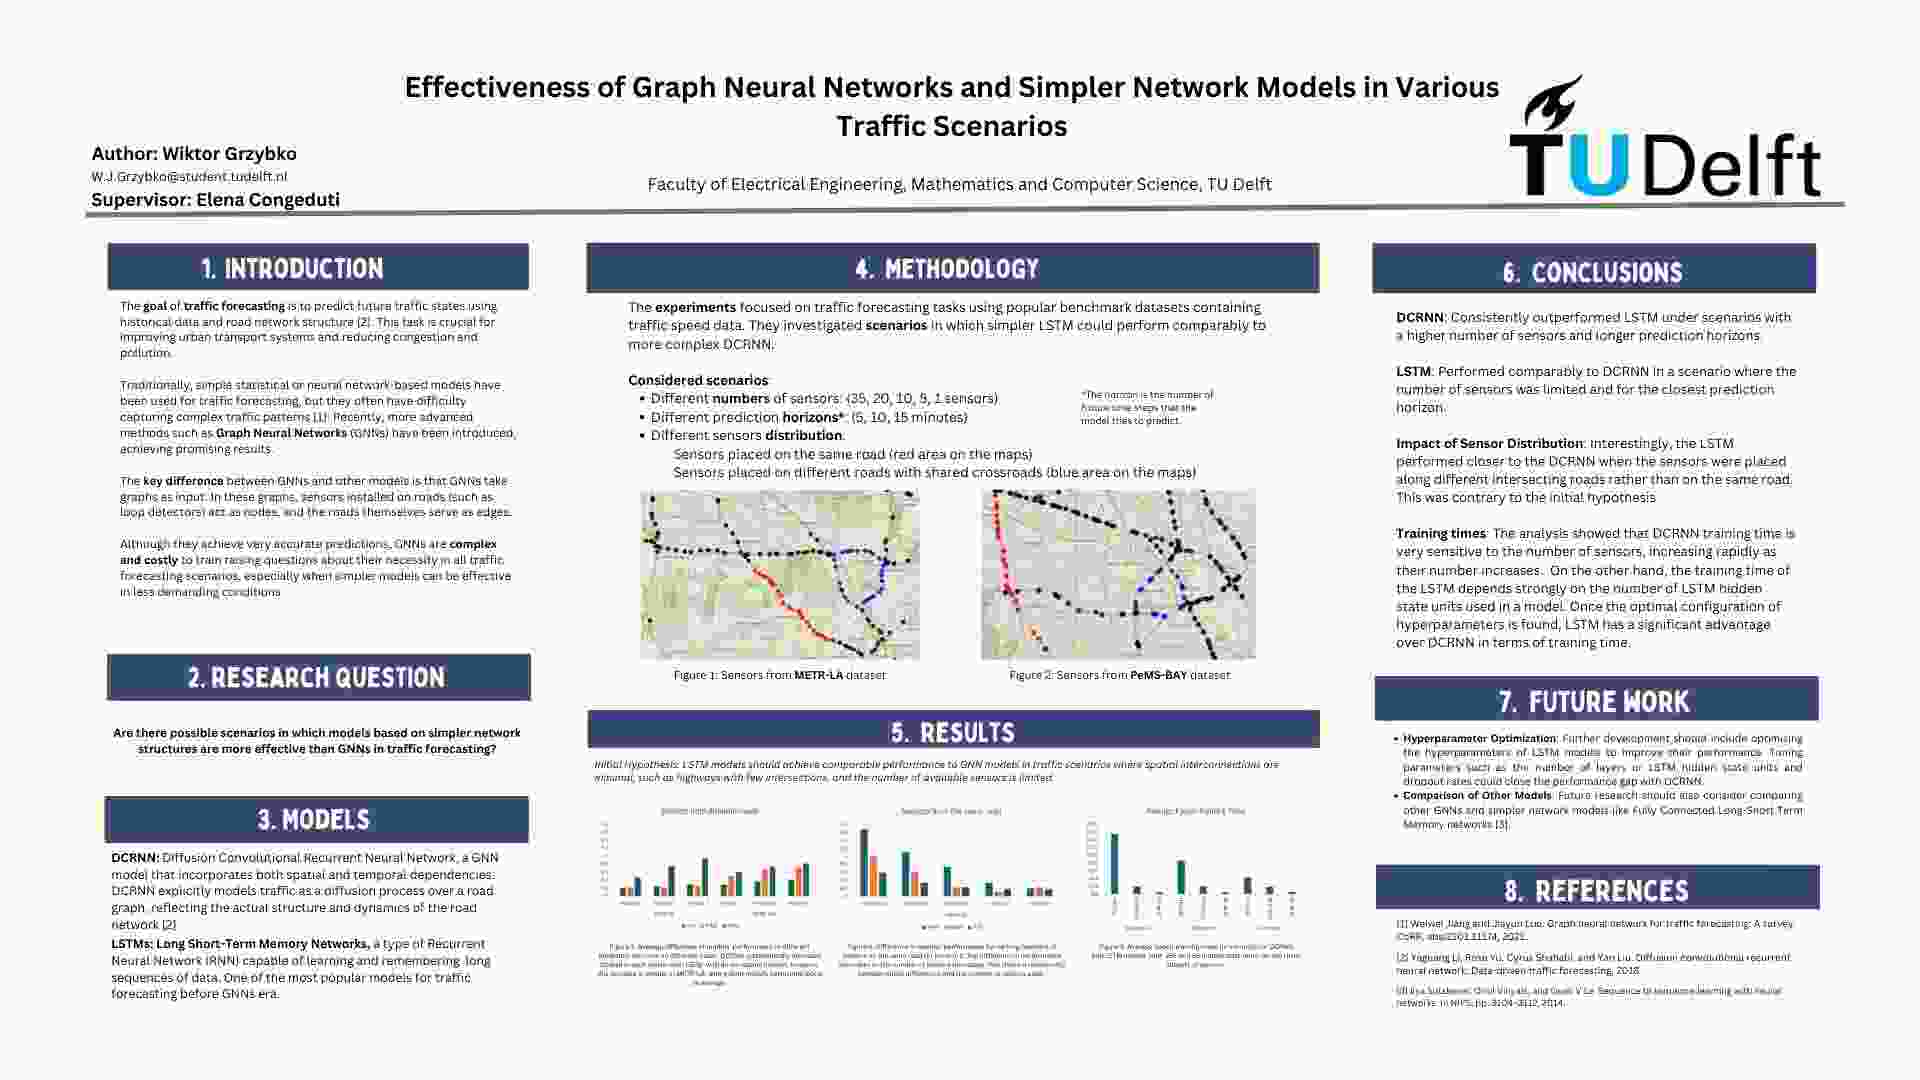 Effectiveness of Graph Neural Networks and Simpler Network Models in Various
Traffic Scenarios
Author: Wiktor Grzybko
W.J.Grzybko@student.tudelft.nl
Supervisor: Elena Congeduti
Faculty of Electrical Engineering, Mathematics and Computer Science, TU Delft
TU Delft
1. INTRODUCTION
The goal of traffic forecasting is to predict future traffic states using
historical data and road network structure [2]. This task is crucial for
improving urban transport systems and reducing congestion and
pollution.
Traditionally, simple statistical or neural network-based models have
been used for traffic forecasting, but they often have difficulty
capturing complex traffic patterns [1]. Recently, more advanced
methods such as Graph Neural Networks (GNNs) have been introduced,
achieving promising results.
The key difference between GNNs and other models is that GNNs take
graphs as input. In these graphs, sensors installed on roads (such as
loop detectors) act as nodes, and the roads themselves serve as edges.
Although they achieve very accurate predictions, GNNs are complex
and costly to train raising questions about their necessity in all traffic
forecasting scenarios, especially when simpler models can be effective
in less demanding conditions
2. RESEARCH QUESTION
Are there possible scenarios in which models based on simpler network
structures are more effective than GNNs in traffic forecasting?
3. MODELS
DCRNN: Diffusion Convolutional Recurrent Neural Network, a GNN
model that incorporates both spatial and temporal dependencies.
DCRNN explicitly models traffic as a diffusion process over a road
graph, reflecting the actual structure and dynamics of the road
network [2]
LSTMs: Long Short-Term Memory Networks, a type of Recurrent
Neural Network (RNN) capable of learning and remembering long
sequences of data. One of the most popular models for traffic
forecasting before GNNs era.
4. METHODOLOGY
The experiments focused on traffic forecasting tasks using popular benchmark datasets containing
traffic speed data. They investigated scenarios in which simpler LSTM could perform comparably to
more complex DCRNN.
Considered scenarios:
• Different numbers of sensors: (35, 20, 10, 5, 1 sensors)
• Different prediction horizons*: (5, 10, 15 minutes)
• Different sensors distribution:
Sensors placed on the same road (red area on the maps)
Sensors placed on different roads with shared crossroads (blue area on the maps)
*The horizon is the number of
future time steps that the
model tries to predict.
Figure 1: Sensors from METR-LA dataset
Figure 2: Sensors from PeMS-BAY dataset
5. RESULTS
Initial Hypothesis: LSTM models should achieve comparable performance to GNN models in traffic scenarios where spatial interconnections are
minimal, such as highways with few intersections, and the number of available sensors is limited
6. CONCLUSIONS
DCRNN: Consistently outperformed LSTM under scenarios with
a higher number of sensors and longer prediction horizons.
LSTM: Performed comparably to DCRNN in a scenario where the
number of sensors was limited and for the closest prediction
horizon.
Impact of Sensor Distribution: Interestingly, the LSTM
performed closer to the DCRNN when the sensors were placed
along different intersecting roads rather than on the same road.
This was contrary to the initial hypothesis
Training times: The analysis showed that DCRNN training time is
very sensitive to the number of sensors, increasing rapidly as
their number increases. On the other hand, the training time of
the LSTM depends strongly on the number of LSTM hidden
state units used in a model. Once the optimal configuration of
hyperparameters is found, LSTM has a significant advantage
over DCRNN in terms of training time.
7. FUTURE WORK
• Hyperparameter Optimization: Further development should include optimising
the hyperparameters of LSTM models to improve their performance. Tuning
parameters such as the number of layers or LSTM hidden state units and
dropout rates could close the performance gap with DCRNN.
• Comparison of Other Models: Future research should also consider comparing
other GNNs and simpler network models like Fully Connected Long-Short Term
Memory networks [3].
8. REFERENCES
[1] Weiwei Jiang and Jiayun Luo. Graph neural network for traffic forecasting: A survey.
CoRR, abs/2101.11174, 2021.
[2] Yaguang Li, Rose Yu, Cyrus Shahabi, and Yan Liu. Diffusion convolutional recurrent
neural network: Data-driven traffic forecasting, 2018
[3] Ilya Sutskever, Oriol Vinyals, and Quoc V Le. Sequence to sequence learning with neural
networks. In NIPS, pp. 3104–3112, 2014.